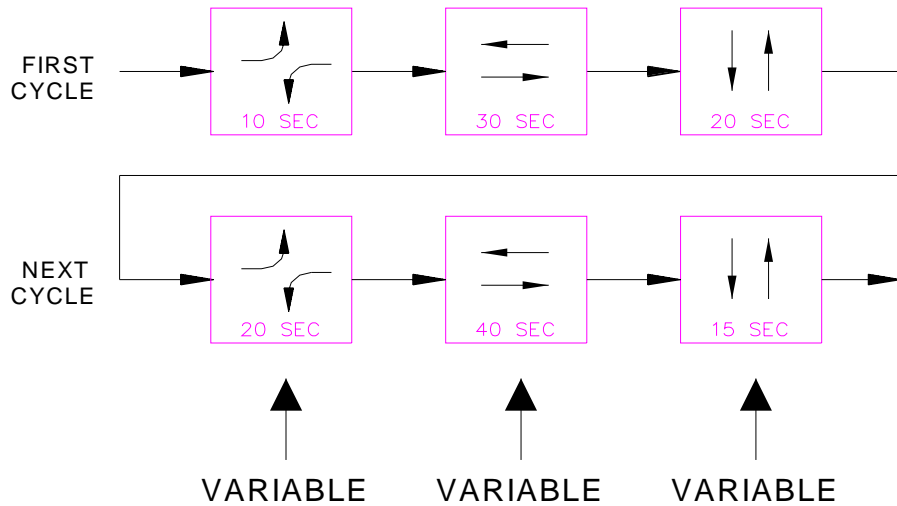 FIRST
CYCLE
10 SEC
30 SEC
20 SEC
NEXT
CYCLE
20 SEC
40 SEC
15 SEC
VARIABLE
VARIABLE
VARIABLE